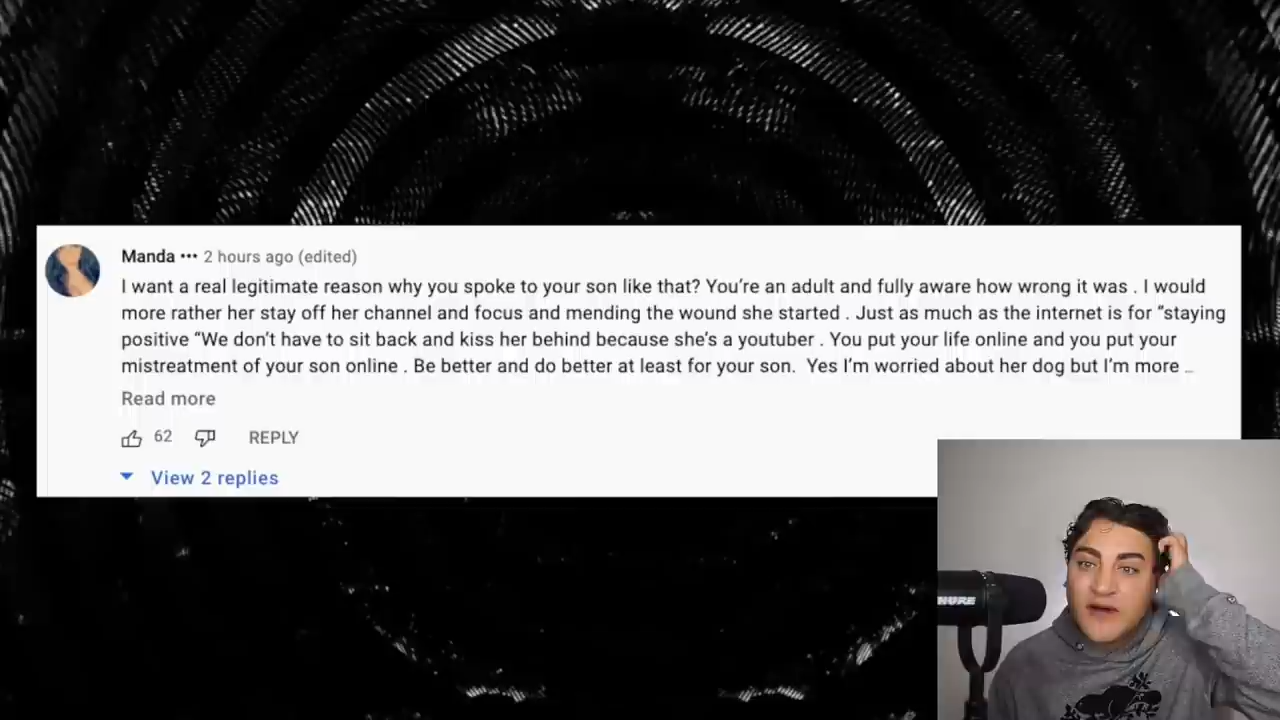 Manda ••• 2 hours ago (edited)
I want a real legitimate reason why you spoke to your son like that? You’re an adult and fully aware how wrong it was . I would
more rather her stay off her channel and focus and mending the wound she started . Just as much as the internet is for “staying
positive “We don’t have to sit back and kiss her behind because she’s a youtuber . You put your life online and you put your
mistreatment of your son online . Be better and do better at least for your son.  Yes I’m worried about her dog but I’m more ...
Read more
62 REPLY
View 2 replies
SHURE